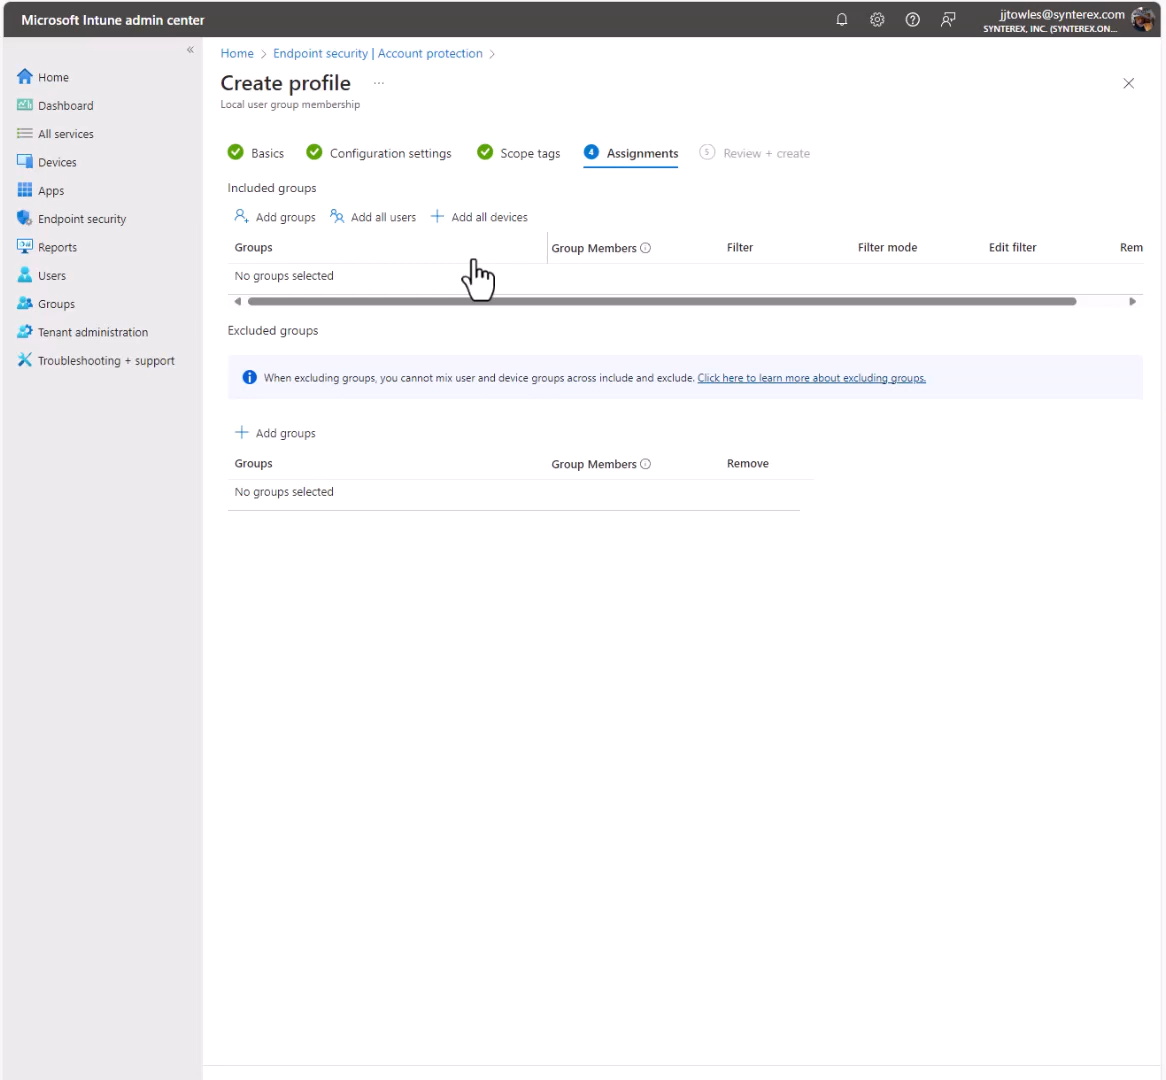 Microsoft Intune admin center
jjtowles@synterex.com
SYNTEREX, INC. (SYNTEREX.ON...
Home
Dashboard
All services
Devices
Apps
Endpoint security
Reports
Users
Groups
Tenant administration
Troubleshooting + support
Home > Endpoint security | Account protection >
Create profile ...
Local user group membership
Basics Configuration settings Scope tags 4 Assignments 5 Review + create
Included groups
Add groups Add all users Add all devices
Groups Group Members Filter Filter mode Edit filter Rem
No groups selected
Excluded groups
When excluding groups, you cannot mix user and device groups across include and exclude. Click here to learn more about excluding groups.
Add groups
Groups Group Members Remove
No groups selected